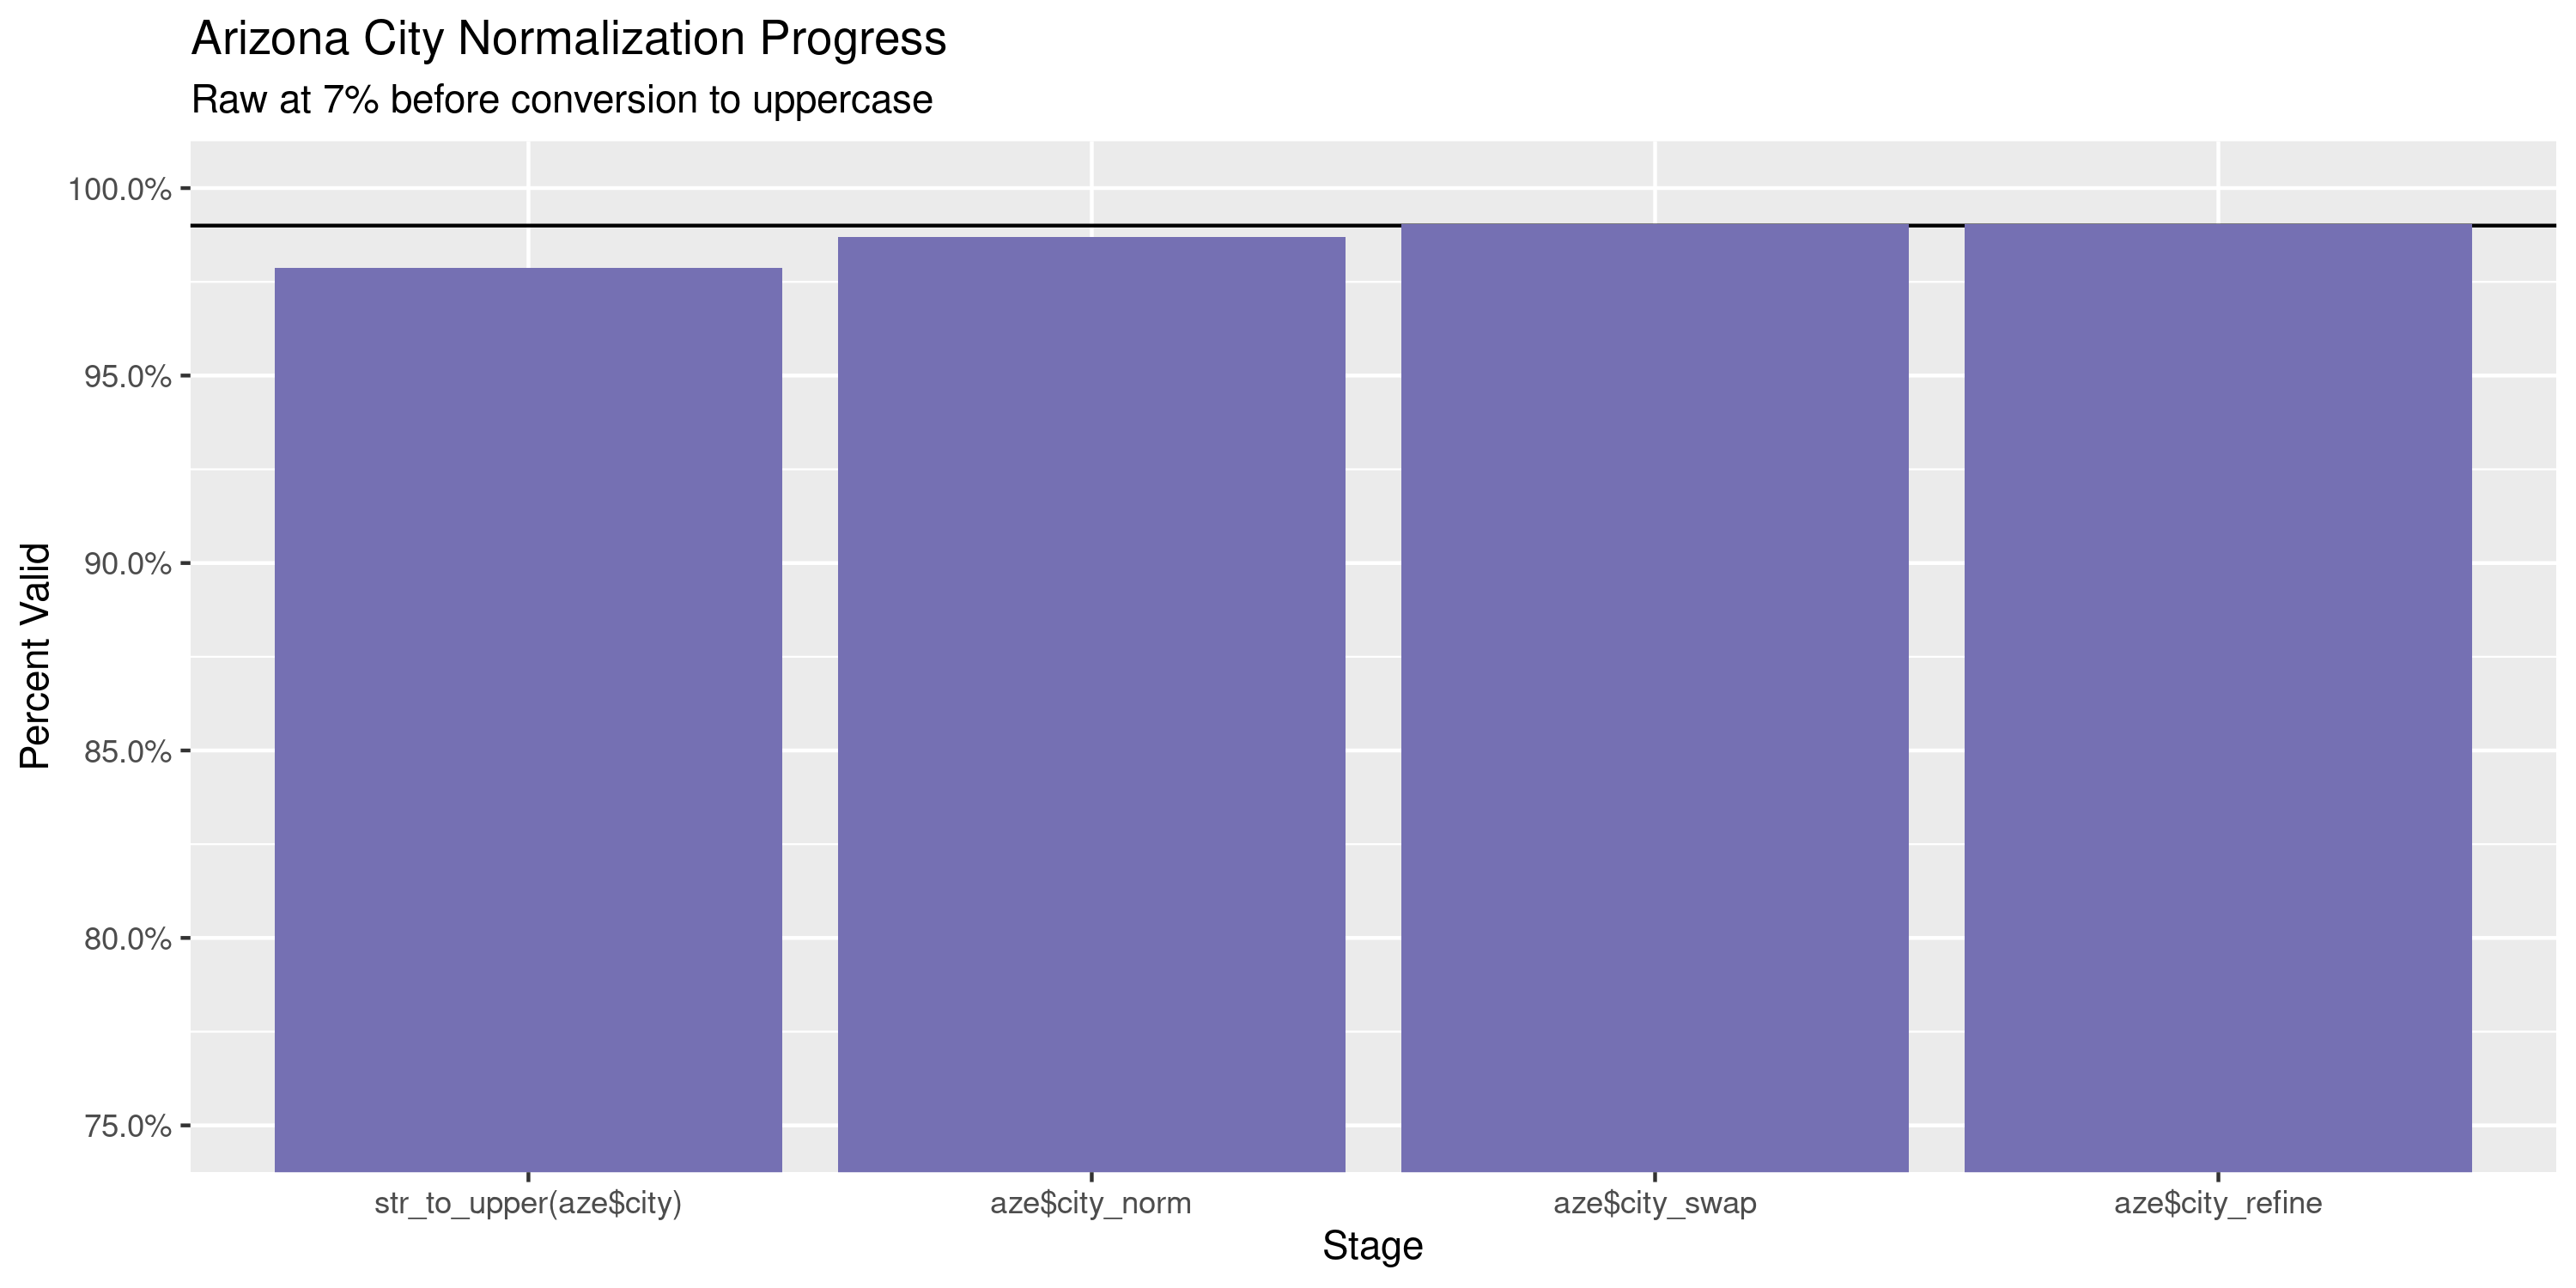 Arizona City Normalization Progress
Raw at 7% before conversion to uppercase
100.0%
95.0%
90.0%
85.0%
80.0%
75.0%
Percent Valid
str_to_upper(aze$city)
aze$city_norm
aze$city_swap
aze$city_refine
Stage